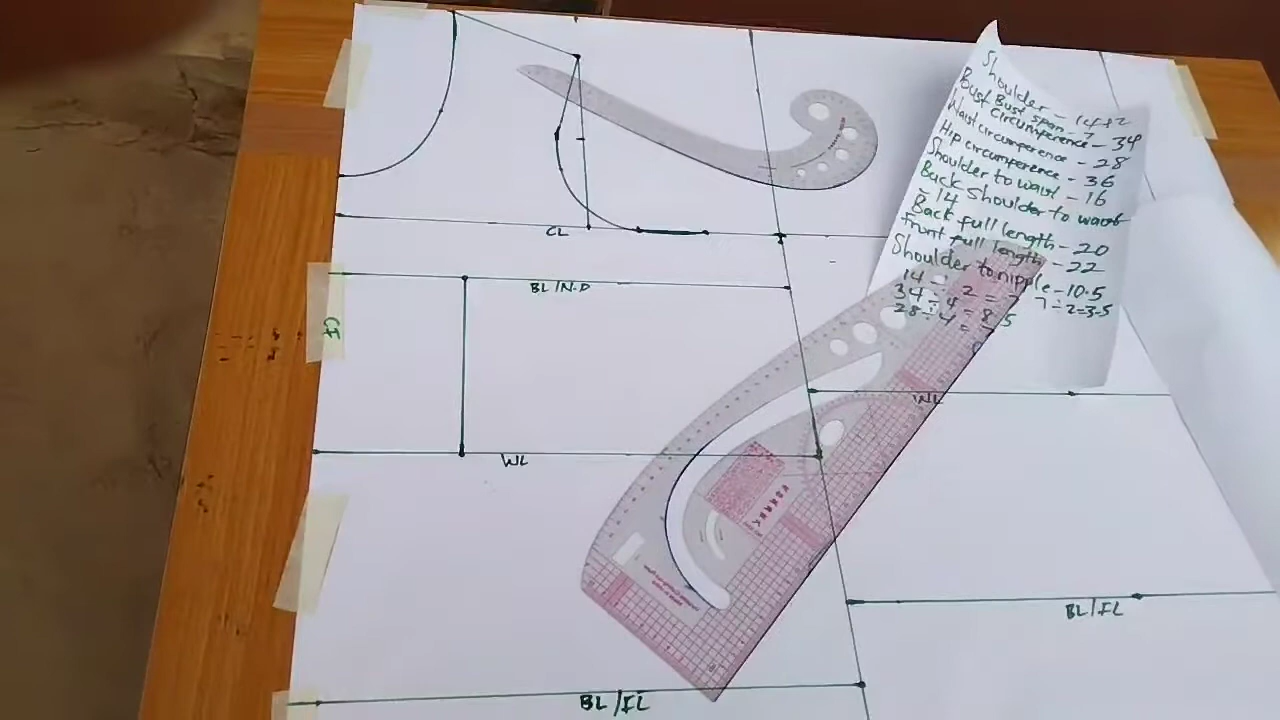 Shoulder - 14+2
Bust span - 7
Bust Circumference - 34
Waist circumference - 28
Hip circumference - 36
Shoulder to waist - 16
Back shoulder to waist
- 14
Back full length - 20
Front full length - 22
Shoulder to nipple - 10.5
14 ÷ 2 = 7 7÷2=3.5
34 ÷ 4 = 8.5
28 ÷ 4 = 7
CL
BL/N.P
CF
WL
WL
BL/FL
BL/FL